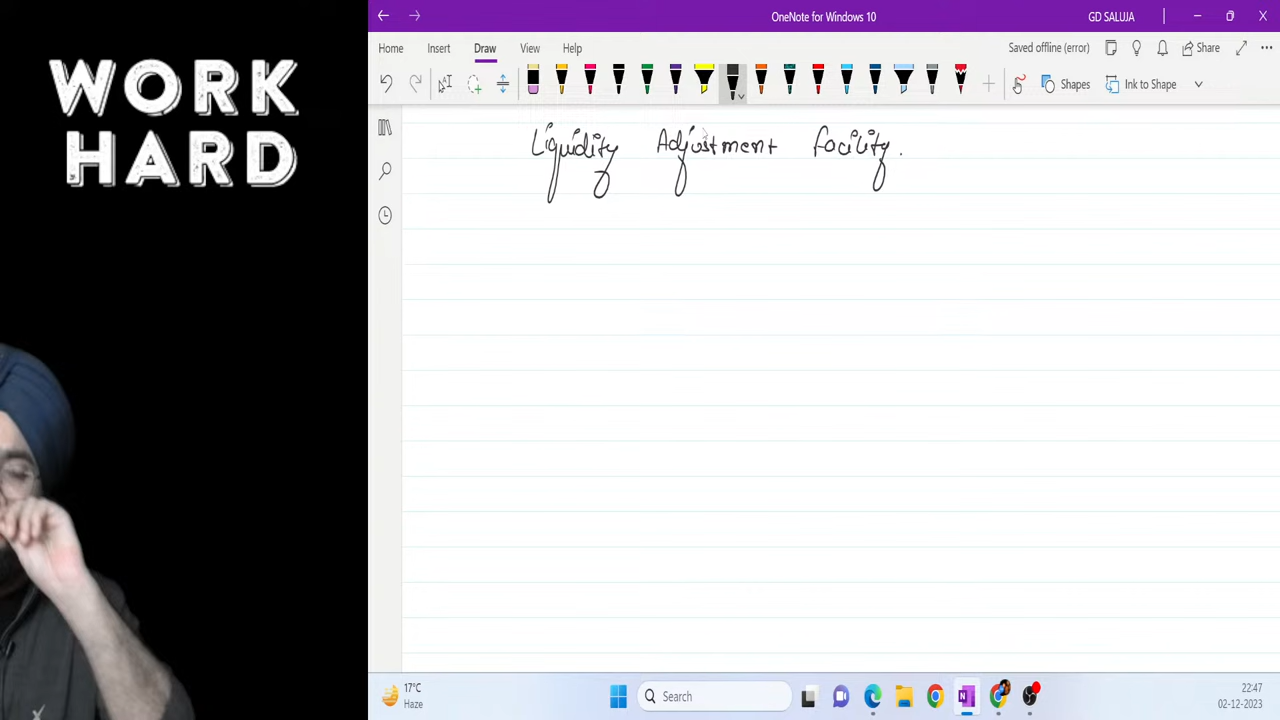 WORK
HARD
OneNote for Windows 10
GD SALUJA
Home Insert Draw View Help
Saved offline (error)
Share
Shapes
Ink to Shape
Liquidity Adjustment Facility.
17°C
Haze
Search
22:47
02-12-2023